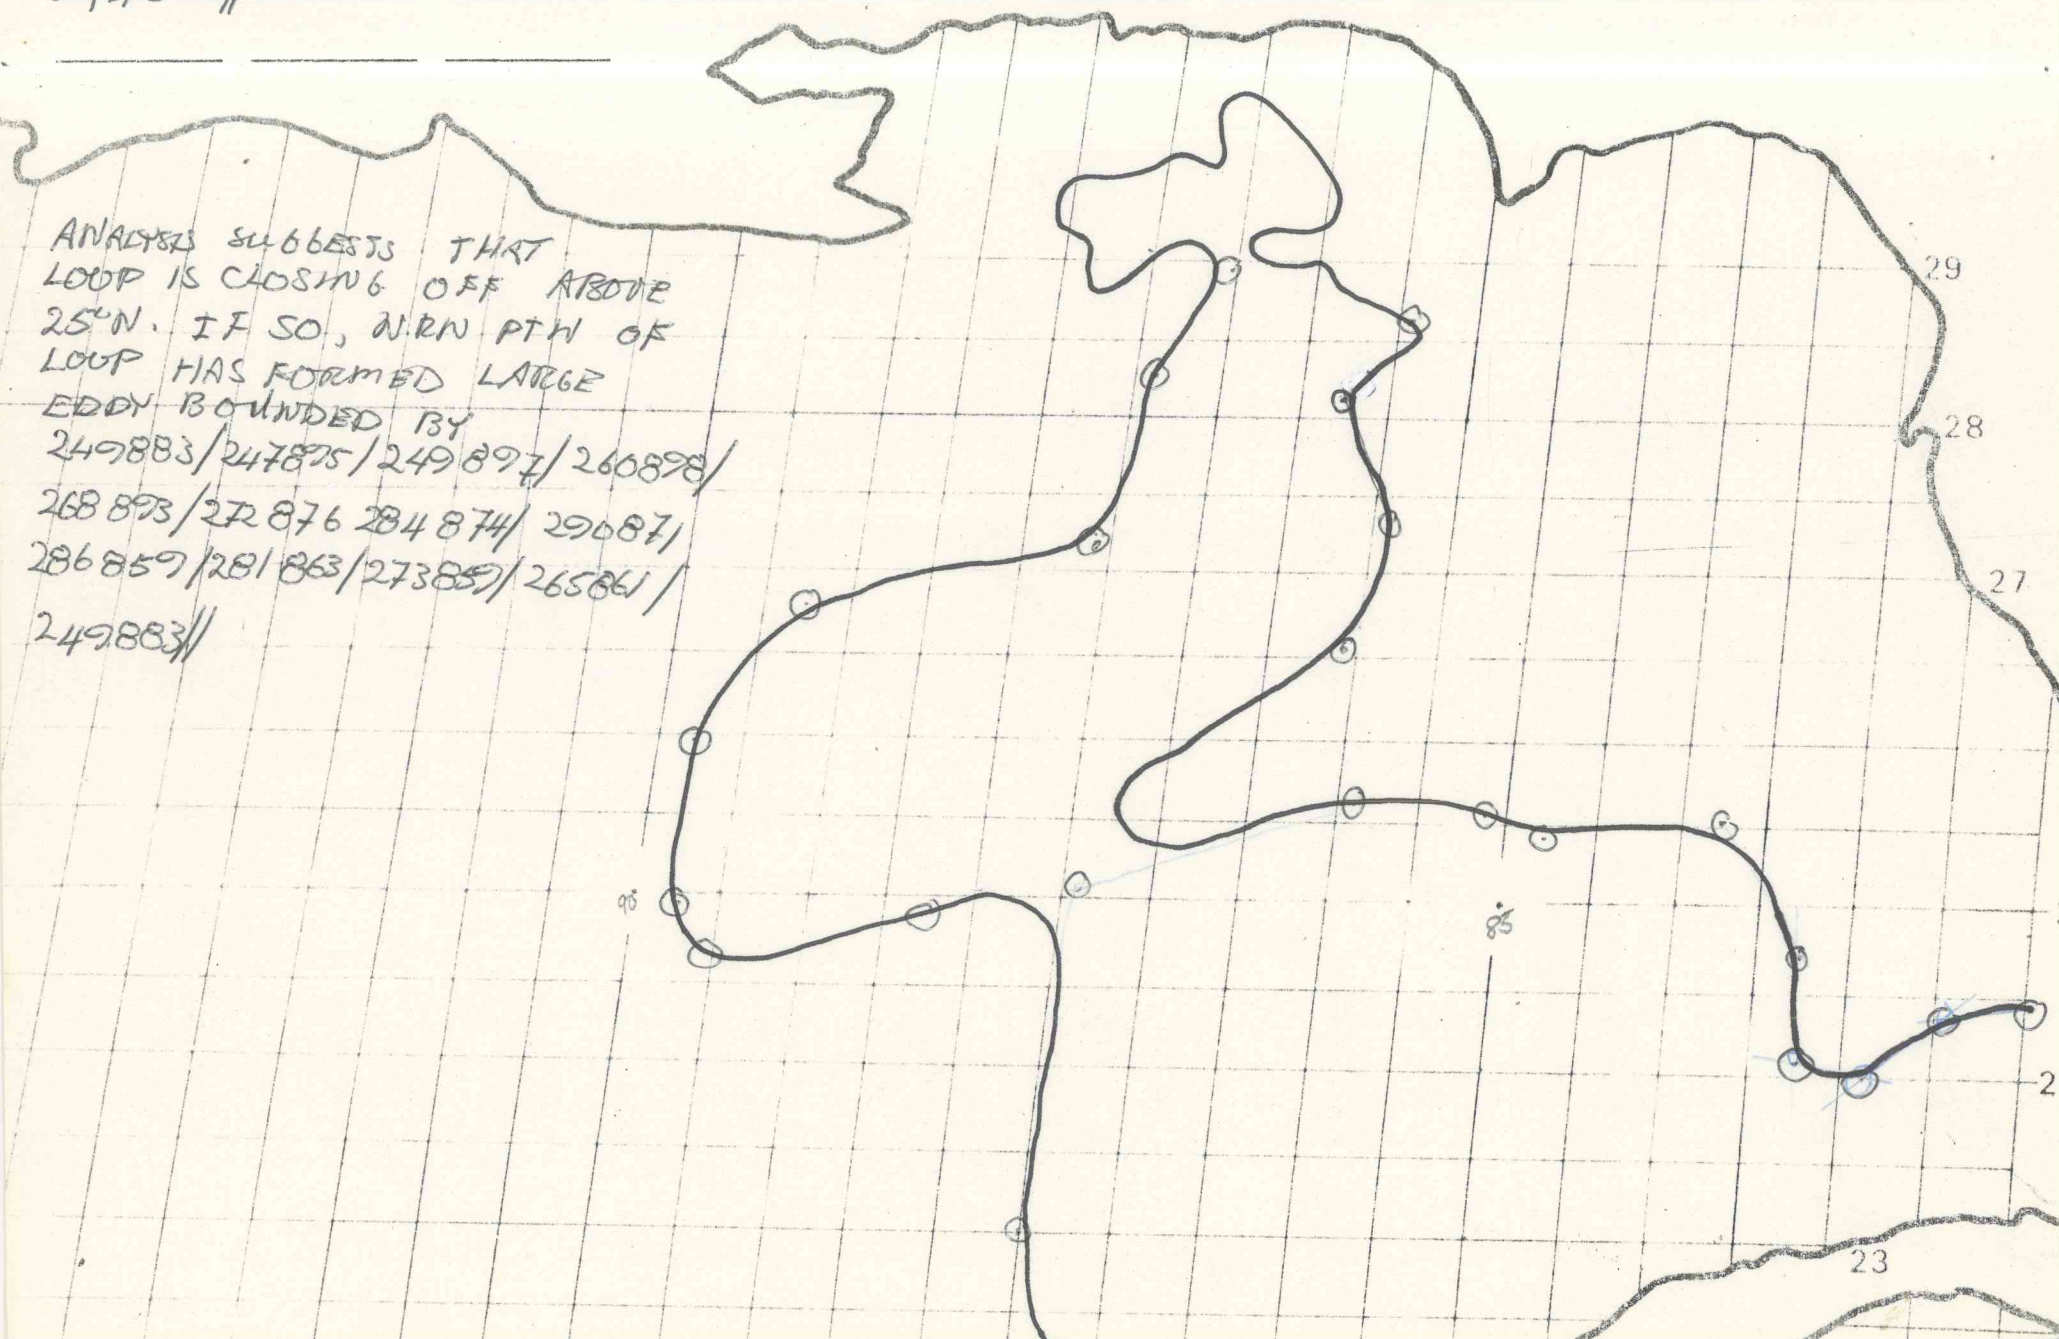 ANALYSIS SUGGESTS THAT
LOOP IS CLOSING OFF ABOVE
25°N. IF SO, NRN PTN OF
LOOP HAS FORMED LARGE
EDDY BOUNDED BY
249883/247895/249897/260898/
268893/272876 284874/290871/
286859/281863/273859/265861/
249883//
29
28
27
90
85
2
23